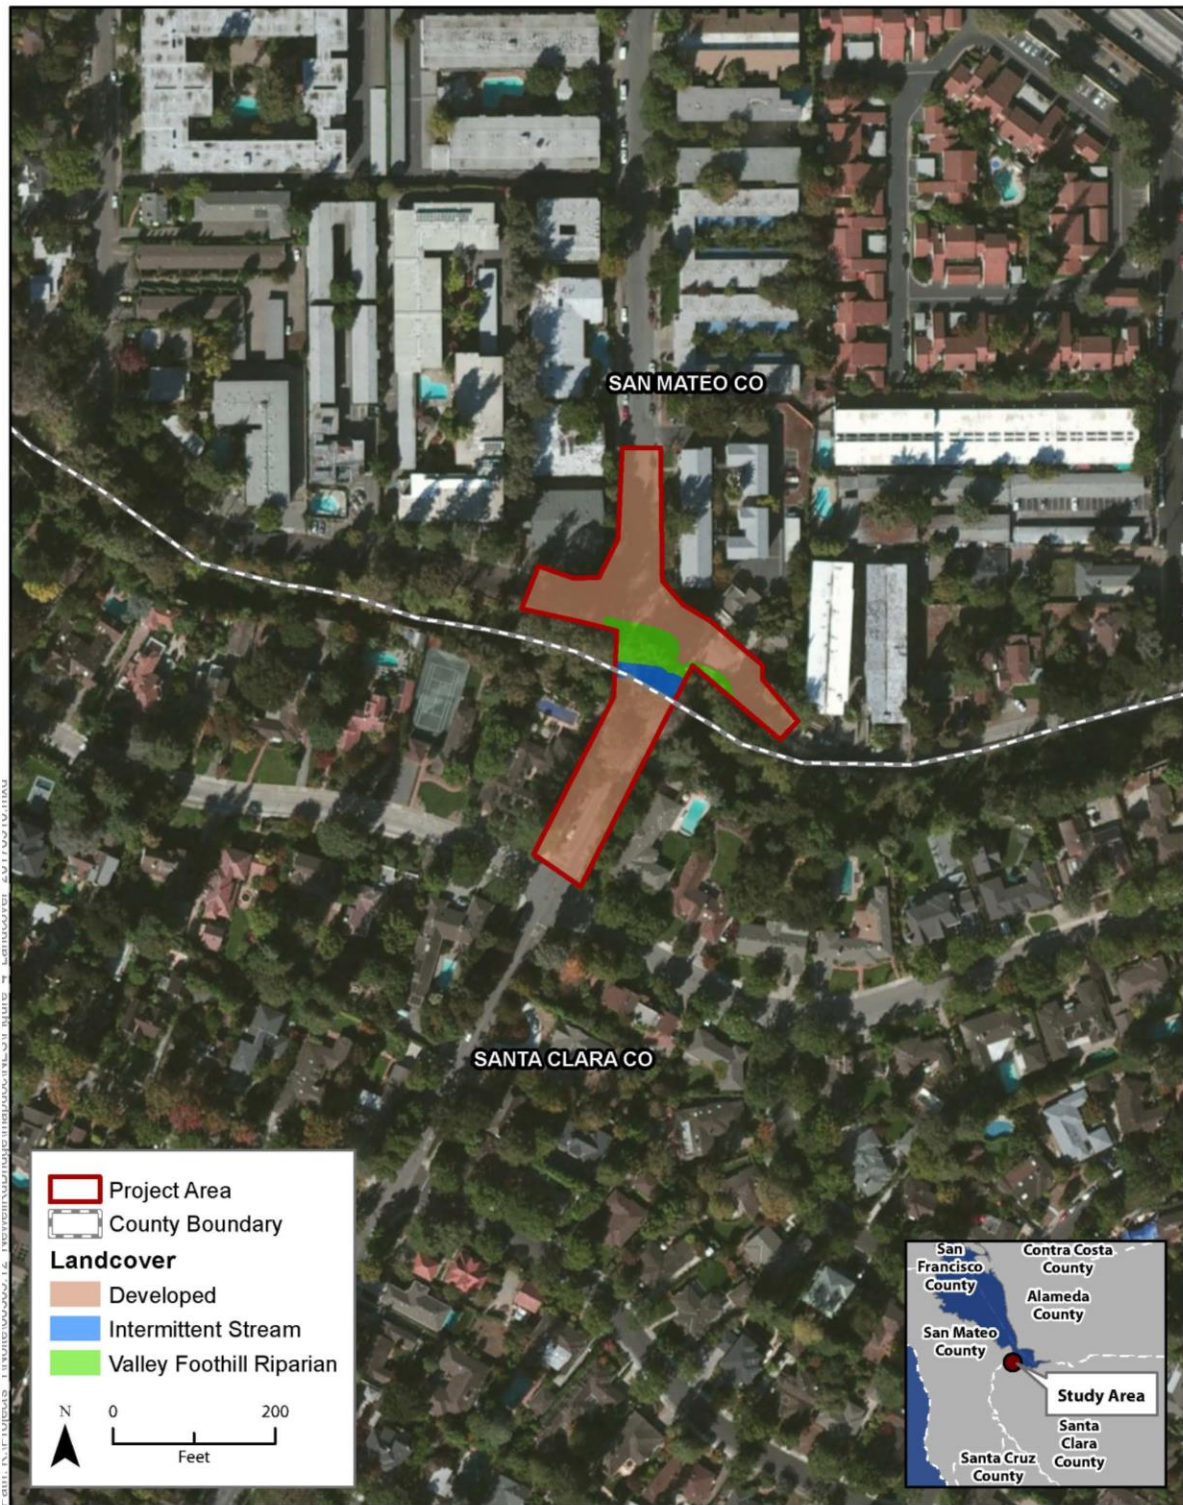 SAN MATEO CO
SANTA CLARA CO
Project Area
County Boundary
Landcover
Developed
Intermittent Stream
Valley Foothill Riparian
N
0 200
Feet
San
Francisco
County
Contra Costa
County
Alameda
County
San Mateo
County
Study Area
Santa
Clara
County
Santa Cruz
County